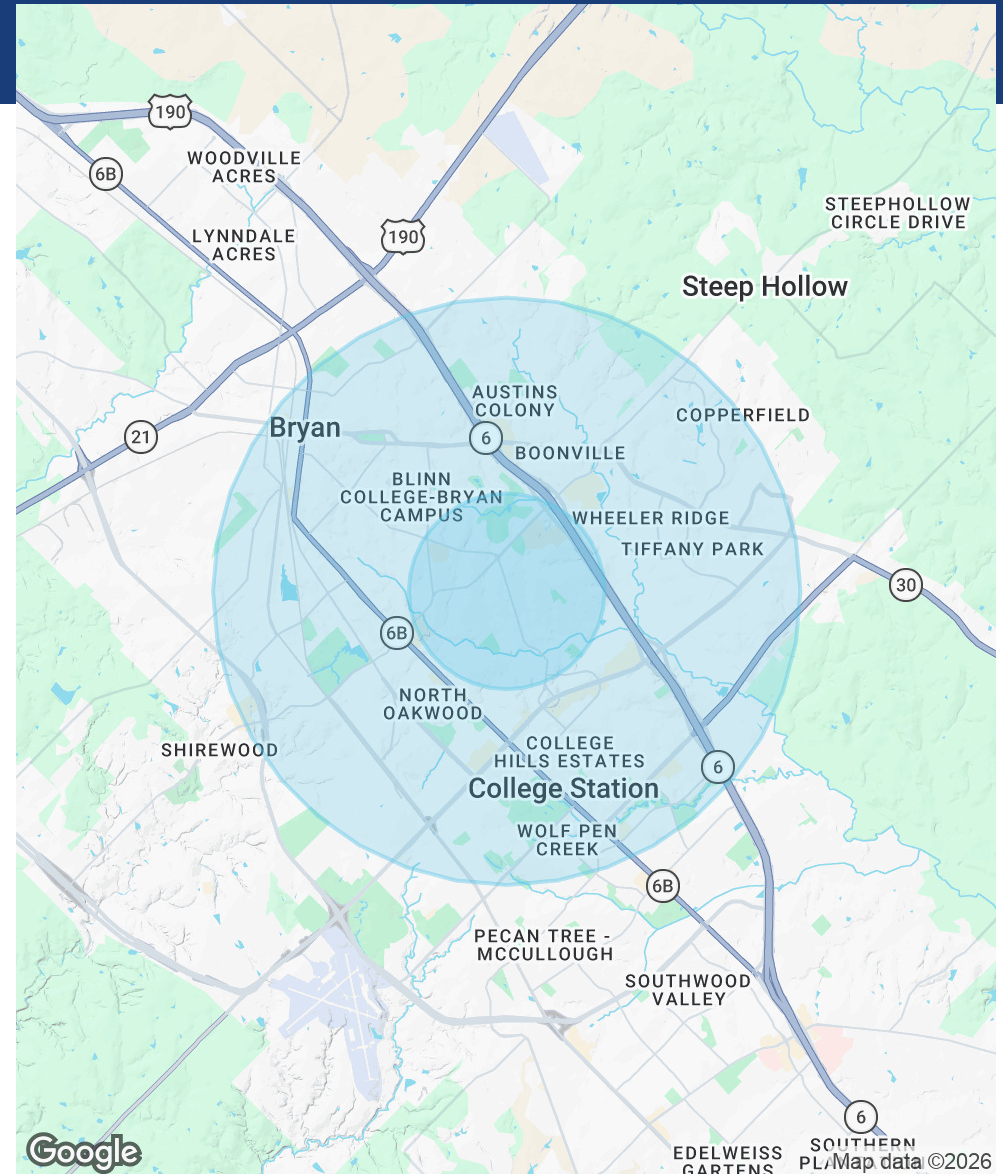 190
WOODVILLE
ACRES
6B
STEEPHOLLOW
CIRCLE DRIVE
LYNNDALE
ACRES
190
Steep Hollow
AUSTINS
COLONY
COPPERFIELD
Bryan
21
6
BOONVILLE
BLINN
COLLEGE-BRYAN
CAMPUS
WHEELER RIDGE
TIFFANY PARK
30
6B
NORTH
OAKWOOD
SHIREWOOD
COLLEGE
HILLS ESTATES
6
College Station
WOLF PEN
CREEK
6B
PECAN TREE -
MCCULLOUGH
SOUTHWOOD
VALLEY
6
SOUTHERN
EDELWEISS
GARTENS
Google
Map data ©2026